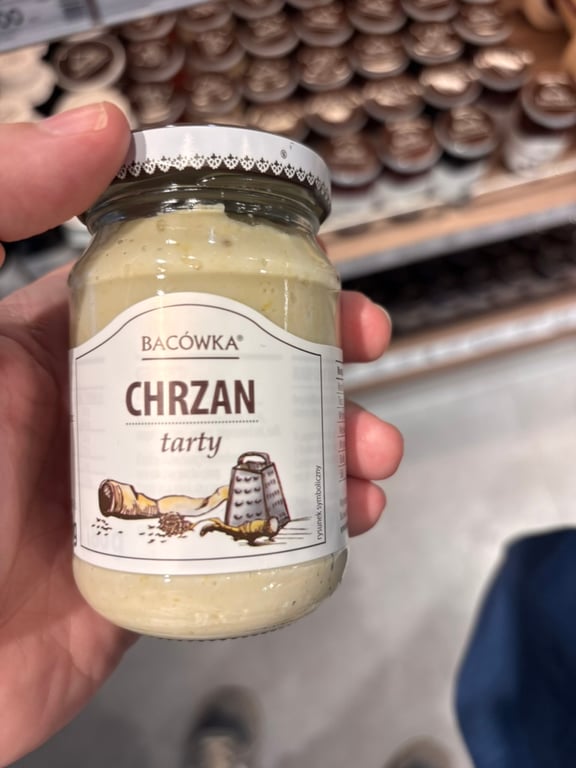 BACÓWKA®
CHRZAN
tarty
rysunek symboliczny